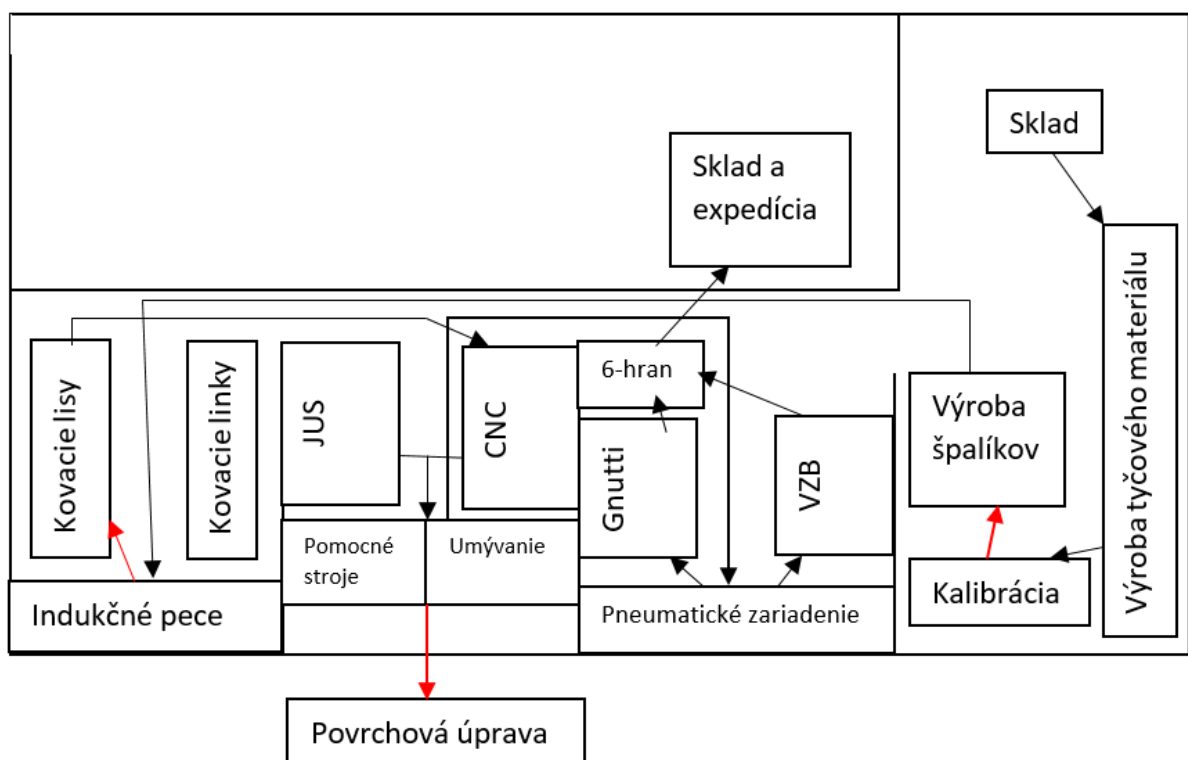 Sklad
Sklad a
expedícia
Výroba tyčového materiálu
Kovacie lisy
Kovacie linky
JUS
CNC
6-hran
Gnutti
VZB
Výroba
špalíkov
Pomocné
stroje
Umývanie
Indukčné pece
Pneumatické zariadenie
Kalibrácia
Povrchová úprava